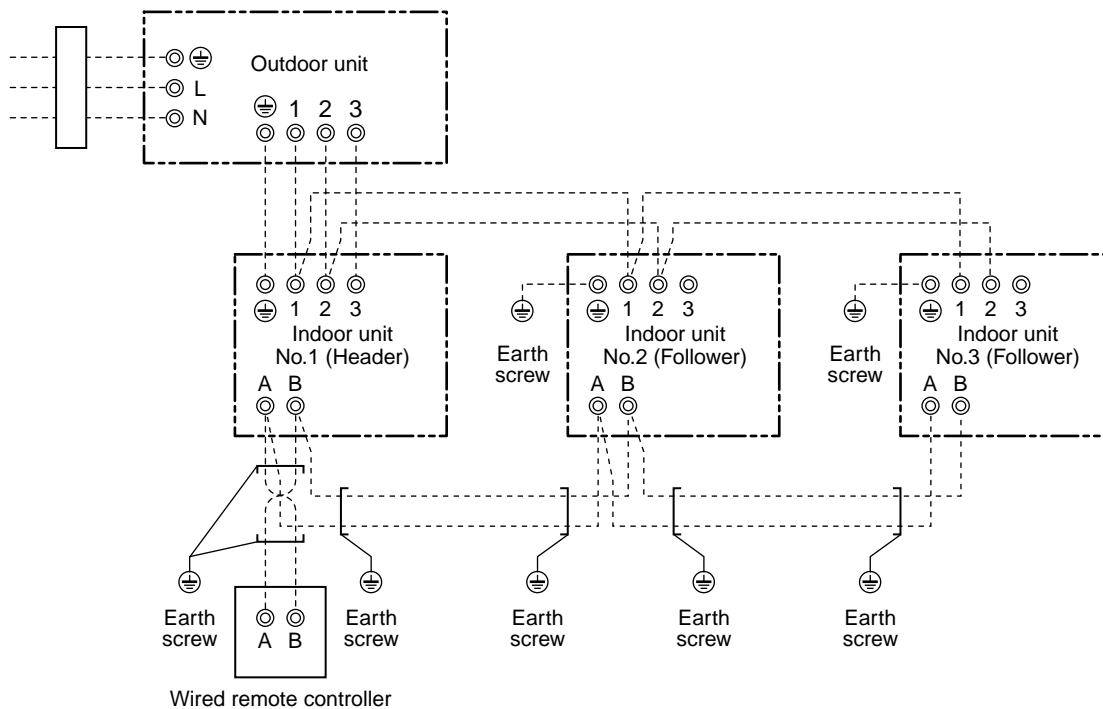 Outdoor unit
L
N
1 2 3
1 2 3
Indoor unit
No.1 (Header)
A B
1 2 3
Indoor unit
No.2 (Follower)
A B
1 2 3
Indoor unit
No.3 (Follower)
A B
Earth
screw
Earth
screw
Earth
screw
Earth
screw
Earth
screw
Earth
screw
Earth
screw
A B
Wired remote controller